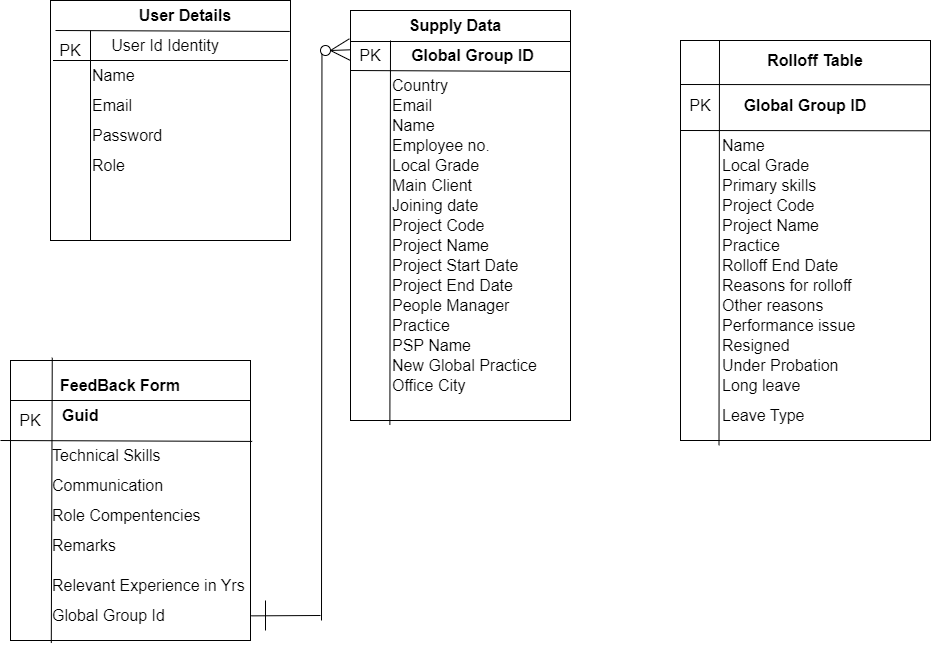 User Details
PK User Id Identity
Name
Email
Password
Role
Supply Data
PK Global Group ID
Country
Email
Name
Employee no.
Local Grade
Main Client
Joining date
Project Code
Project Name
Project Start Date
Project End Date
People Manager
Practice
PSP Name
New Global Practice
Office City
Rolloff Table
PK Global Group ID
Name
Local Grade
Primary skills
Project Code
Project Name
Practice
Rolloff End Date
Reasons for rolloff
Other reasons
Performance issue
Resigned
Under Probation
Long leave
Leave Type
FeedBack Form
PK Guid
Technical Skills
Communication
Role Compentencies
Remarks
Relevant Experience in Yrs
Global Group Id